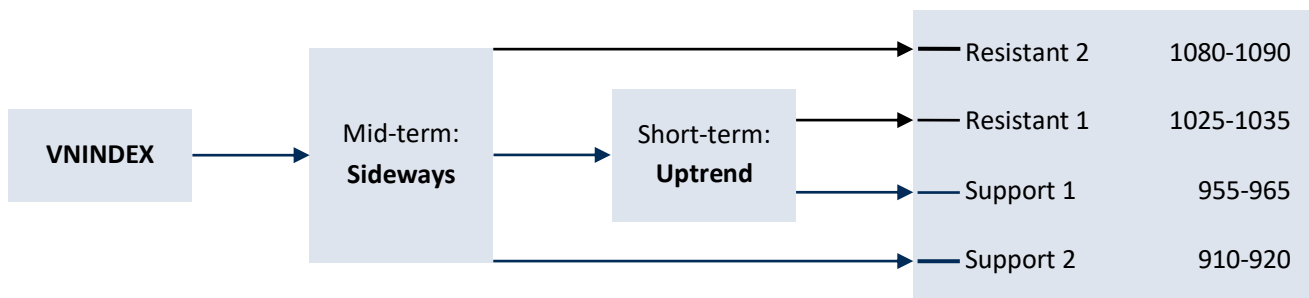 VNINDEX
Mid-term:
Sideways
Short-term:
Uptrend
Resistant 2 1080-1090
Resistant 1 1025-1035
Support 1 955-965
Support 2 910-920